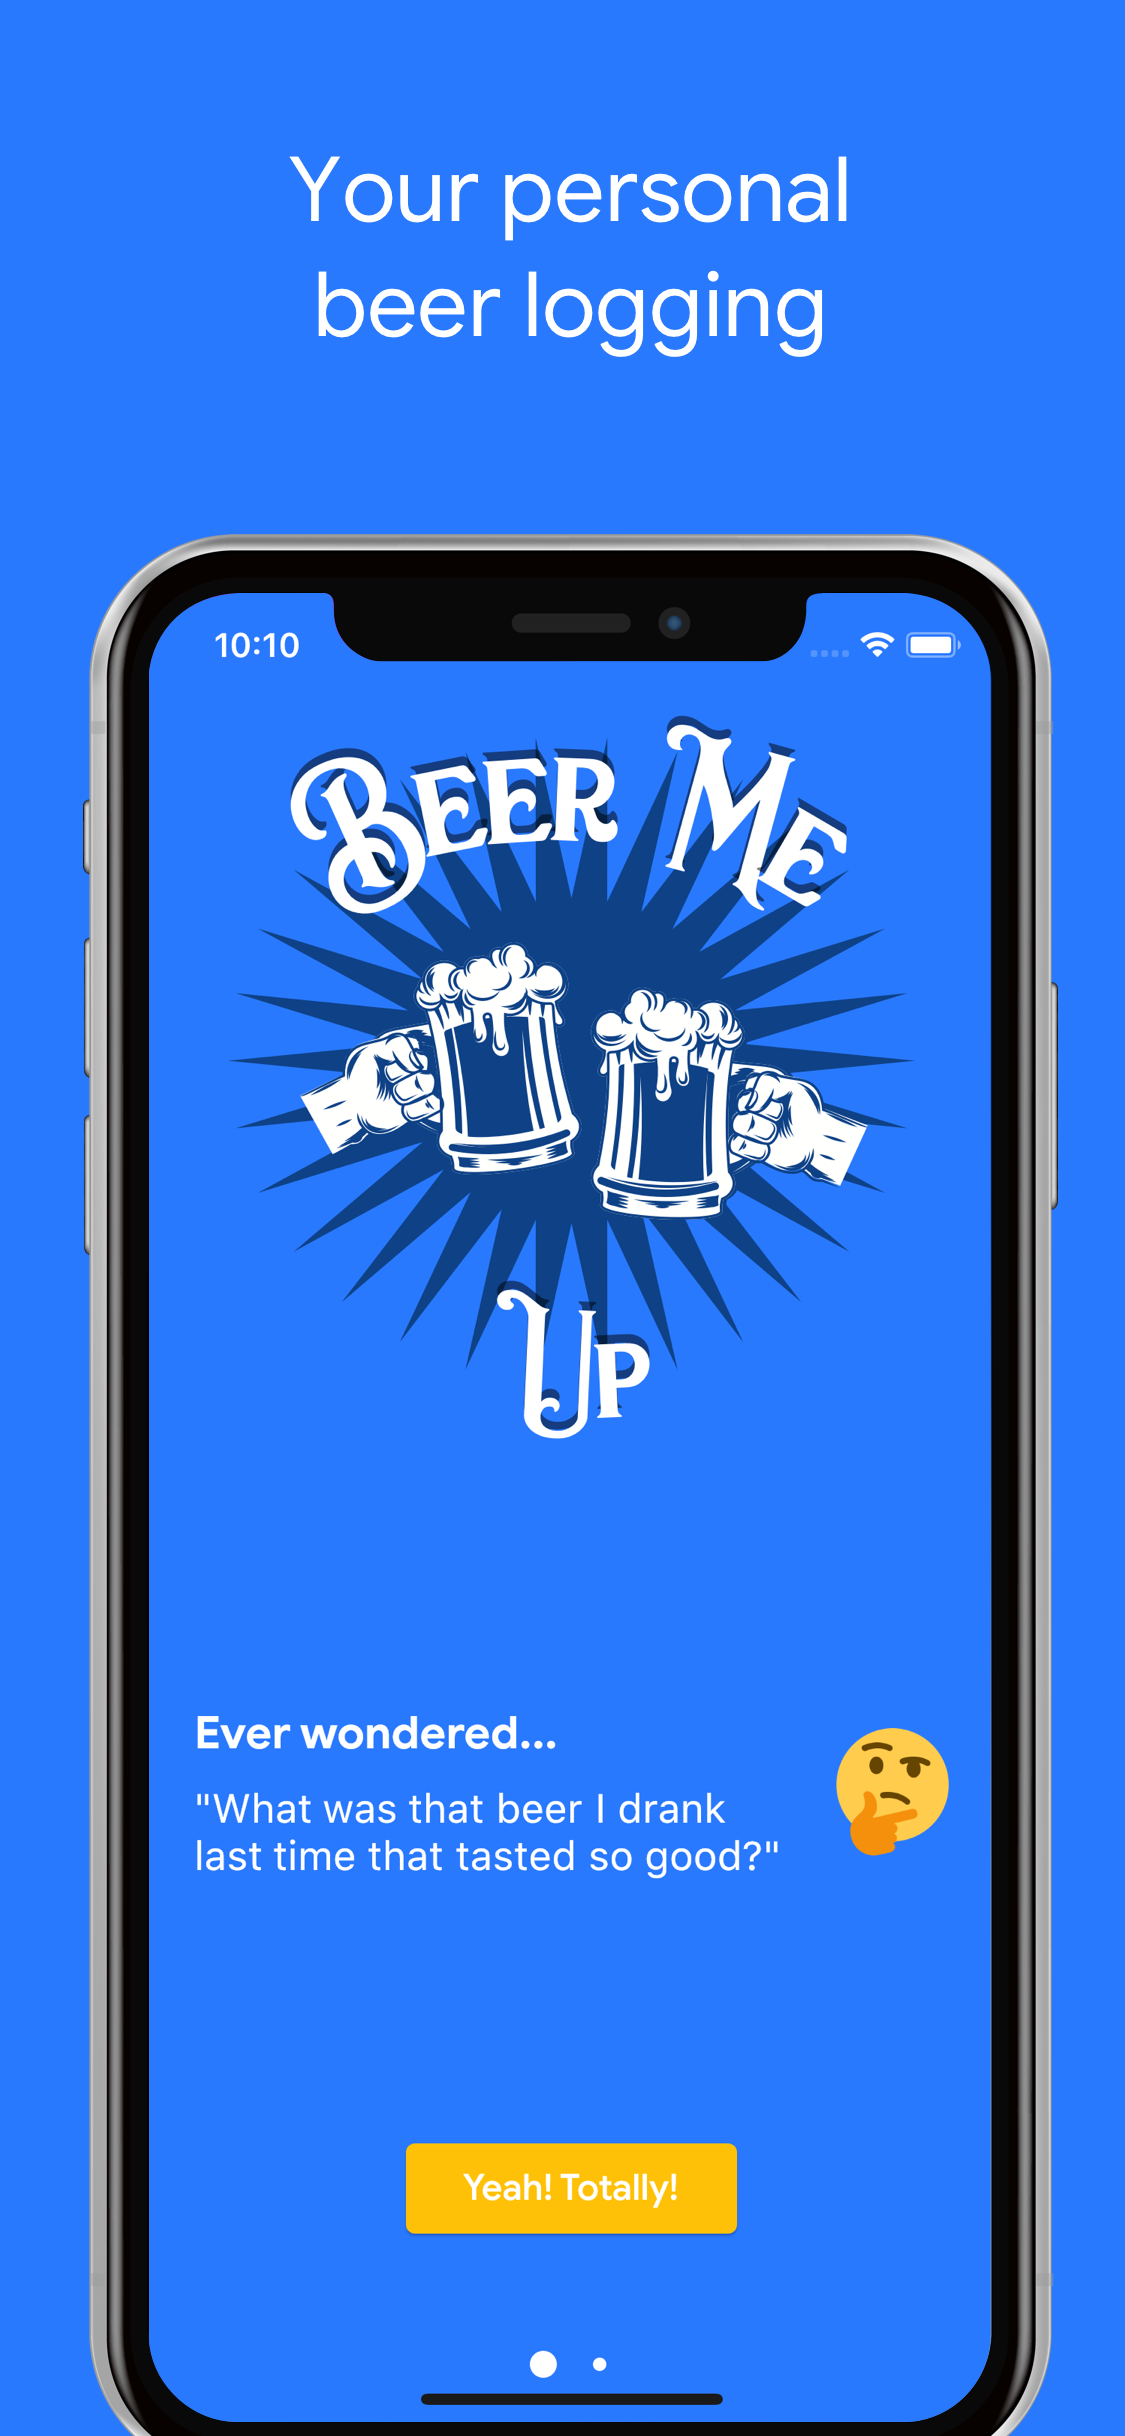 Your personal
beer logging
10:10
BEER ME
UP
Ever wondered...
"What was that beer I drank
last time that tasted so good?"
Yeah! Totally!